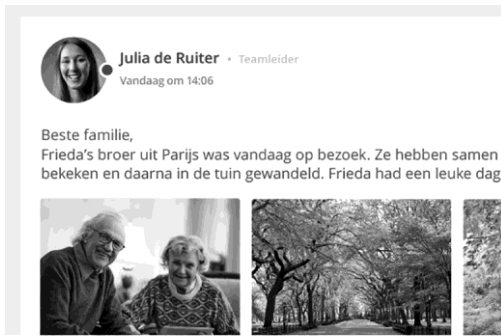 Julia de Ruiter • Teamleider
Vandaag om 14:06
Beste familie,
Frieda’s broer uit Parijs was vandaag op bezoek. Ze hebben samen
bekeken en daarna in de tuin gewandeld. Frieda had een leuke dag